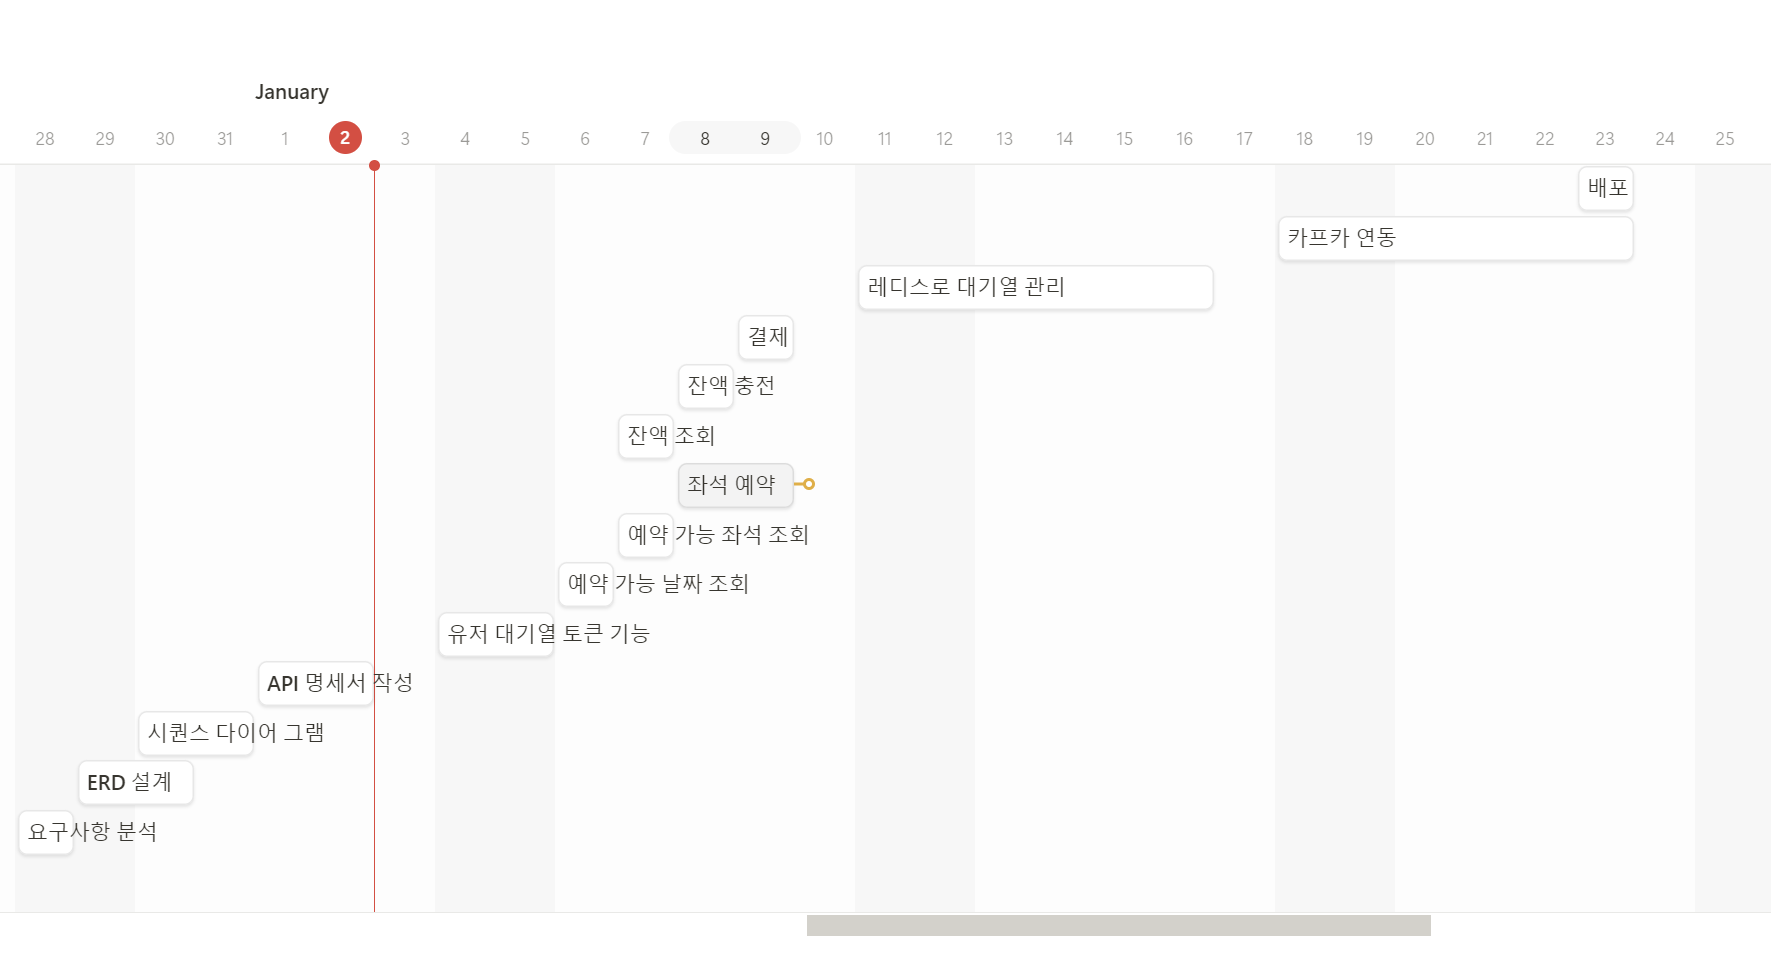 January
28 29 30 31 1 2 3 4 5 6 7 8 9 10 11 12 13 14 15 16 17 18 19 20 21 22 23 24 25
배포
카프카 연동
레디스로 대기열 관리
결제
잔액 충전
잔액 조회
좌석 예약
예약 가능 좌석 조회
예약 가능 날짜 조회
유저 대기열 토큰 기능
API 명세서 작성
시퀀스 다이어 그램
ERD 설계
요구사항 분석